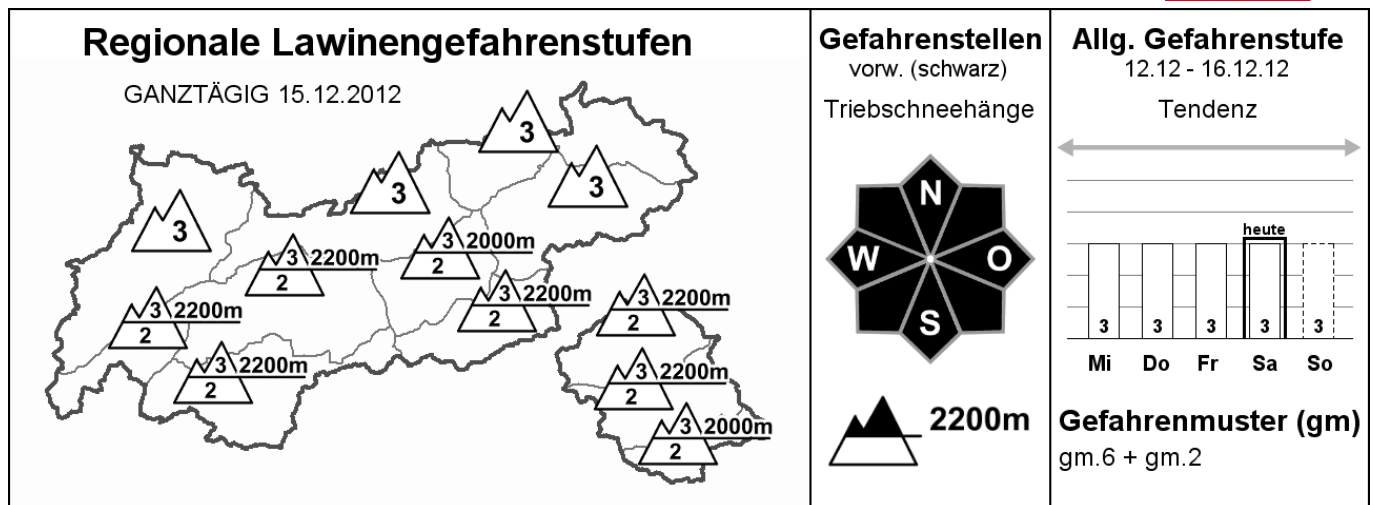 Regionale Lawinengefahrenstufen
GANZTÄGIG 15.12.2012
3
3
3
3
3 2000m
2
3 2200m
2
3 2200m
2
3 2200m
2
3 2200m
2
3 2200m
2
3 2200m
2
3 2000m
2
Gefahrenstellen
vorw. (schwarz)
Triebschneehänge
N
W O
S
2200m
Allg. Gefahrenstufe
12.12 - 16.12.12
Tendenz
heute
3 3 3 3 3
Mi Do Fr Sa So
Gefahrenmuster (gm)
gm.6 + gm.2